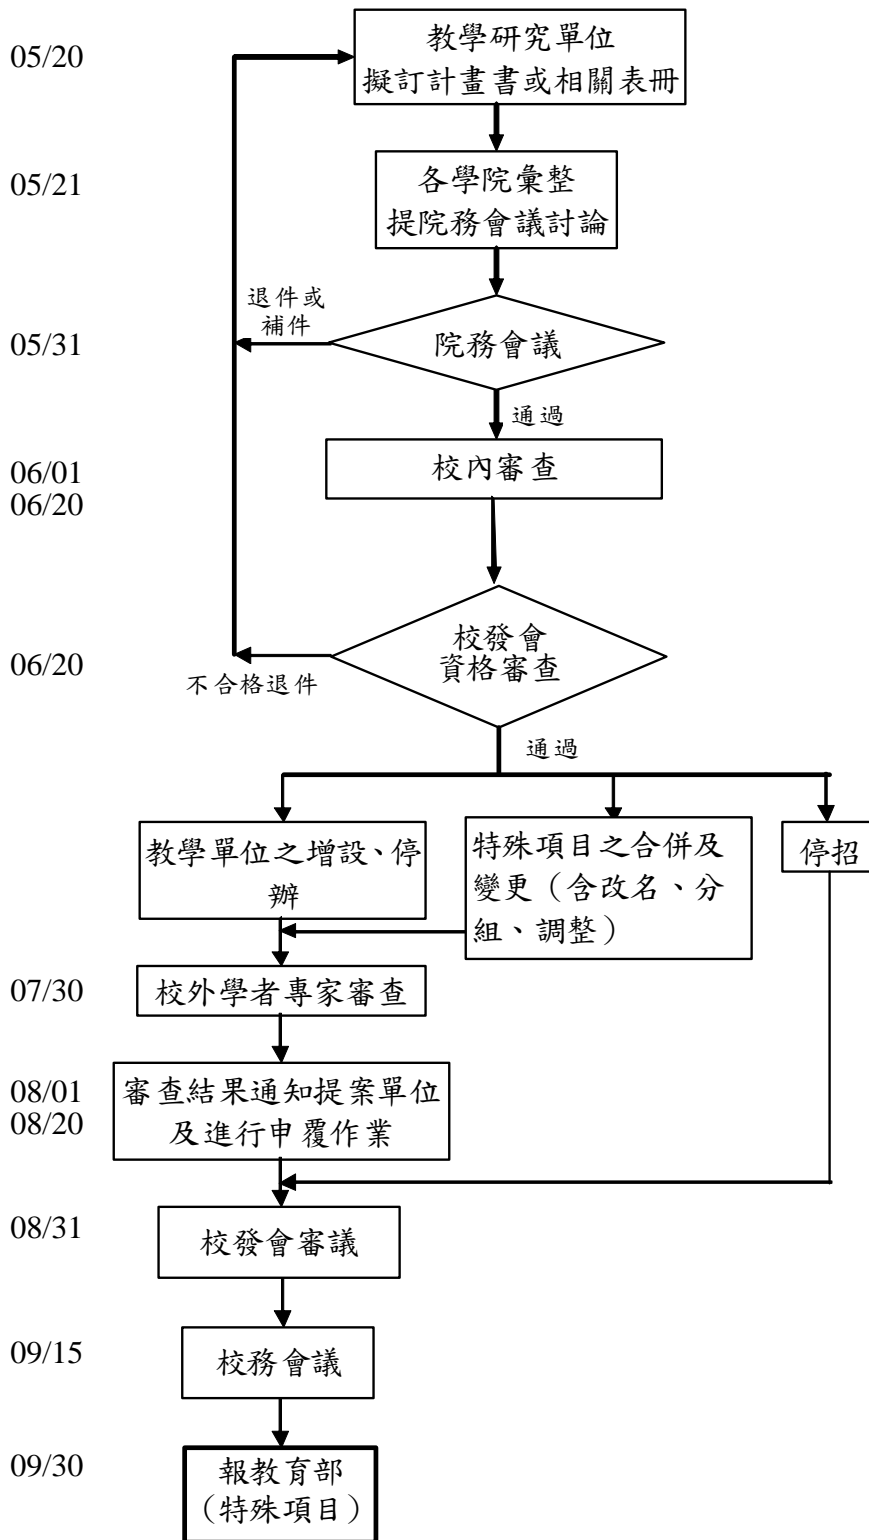 05/20
教學研究單位
擬訂計畫書或相關表冊
05/21
各學院彙整
提院務會議討論
退件或
補件
05/31
院務會議
通過
06/01
06/20
校內審查
06/20
校發會
資格審查
不合格退件
通過
教學單位之增設、停
辦
特殊項目之合併及
變更（含改名、分
組、調整）
停招
07/30
校外學者專家審查
08/01
08/20
審查結果通知提案單位
及進行申覆作業
08/31
校發會審議
09/15
校務會議
09/30
報教育部
（特殊項目）